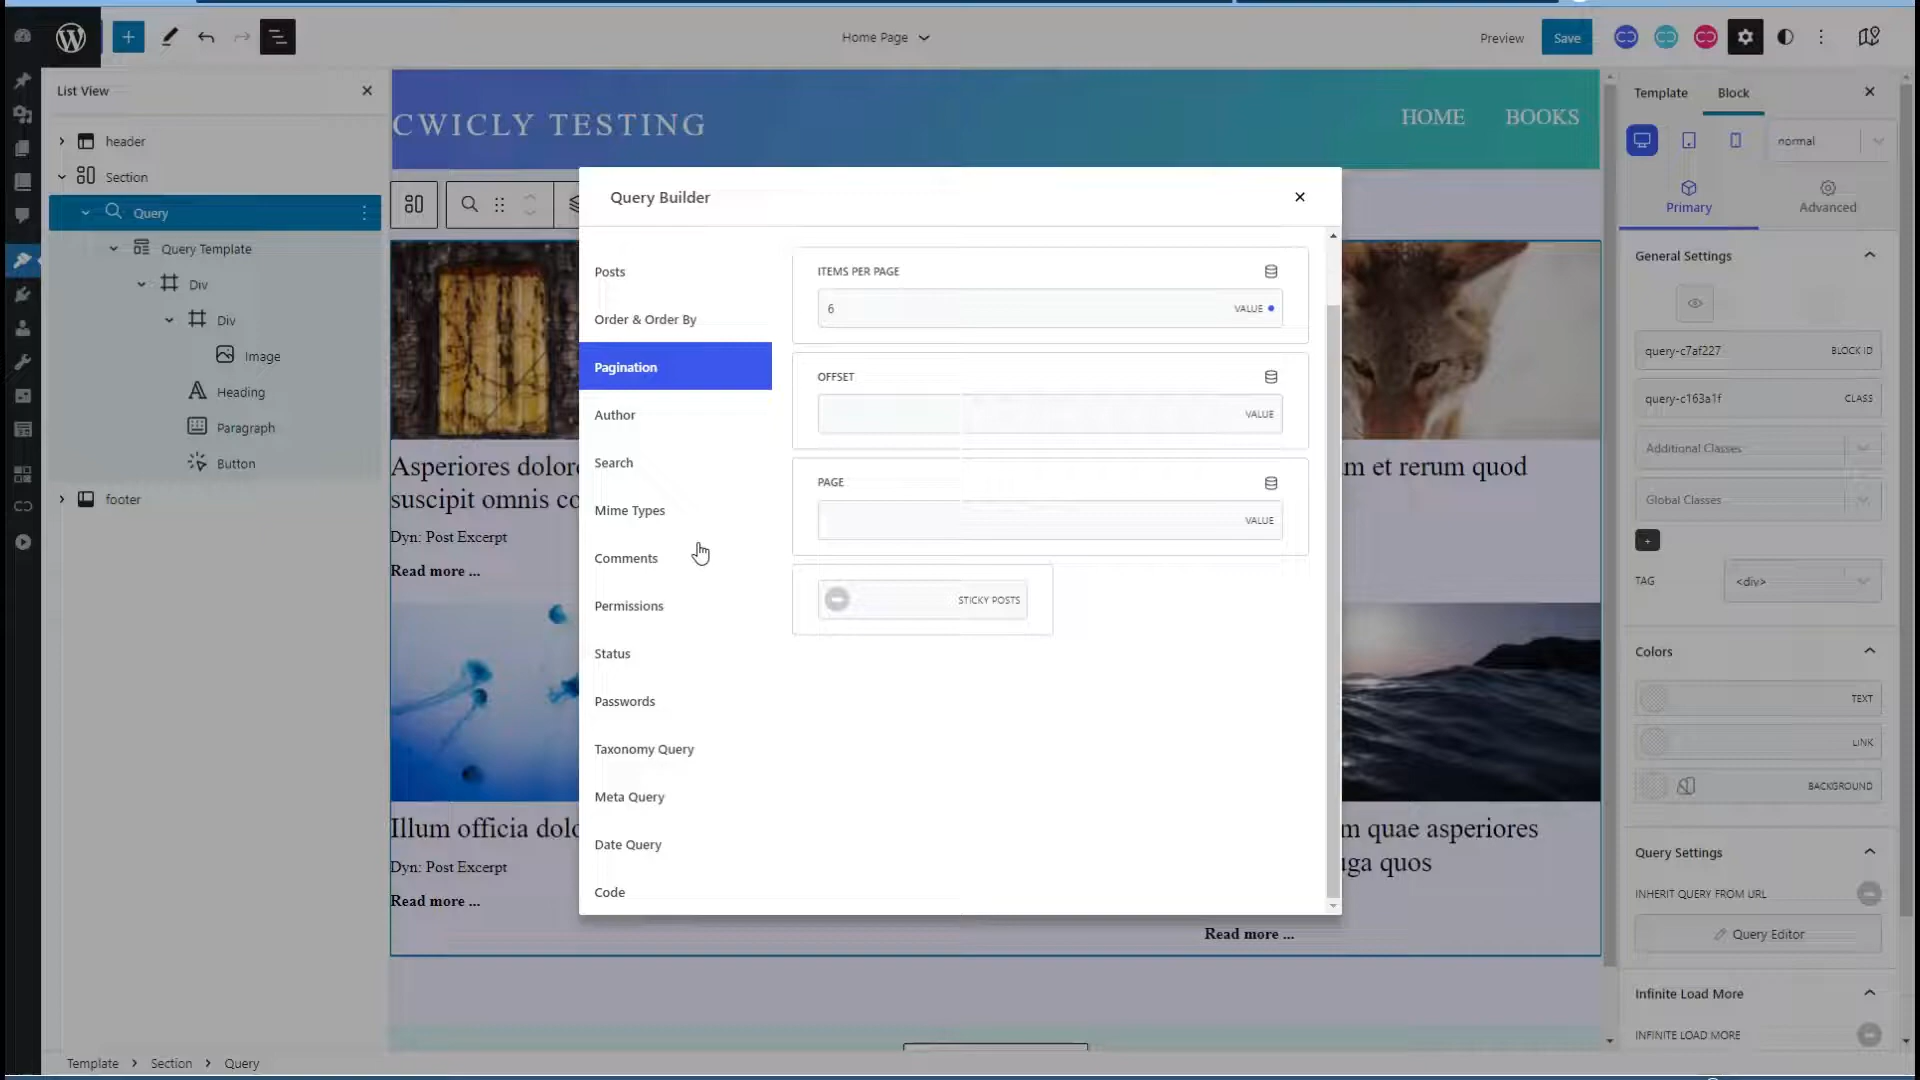 Home Page
Preview
Save
List View
header
Section
Query
Query Template
Div
Div
Image
Heading
Paragraph
Button
footer
CWICLY TESTING
HOME
BOOKS
Asperiores dolor
suscipit omnis co
Dyn: Post Excerpt
Read more ...
m et rerum quod
Illum officia dolo
Dyn: Post Excerpt
Read more ...
m quae asperiores
uga quos
Read more ...
Query Builder
Posts
Order & Order By
Pagination
Author
Search
Mime Types
Comments
Permissions
Status
Passwords
Taxonomy Query
Meta Query
Date Query
Code
ITEMS PER PAGE
6
VALUE
OFFSET
VALUE
PAGE
VALUE
STICKY POSTS
Template
Block
normal
Primary
Advanced
General Settings
query-c7af227
BLOCK ID
query-c163a1f
CLASS
Additional Classes
Global Classes
+
TAG
<div>
Colors
TEXT
LINK
BACKGROUND
Query Settings
INHERIT QUERY FROM URL
Query Editor
Infinite Load More
INFINITE LOAD MORE
Template > Section > Query